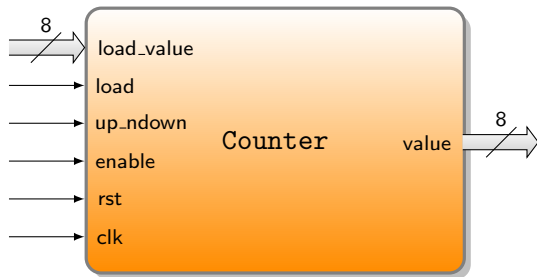 8
load_value
load
up_ndown
enable
rst
clk
Counter
value
8